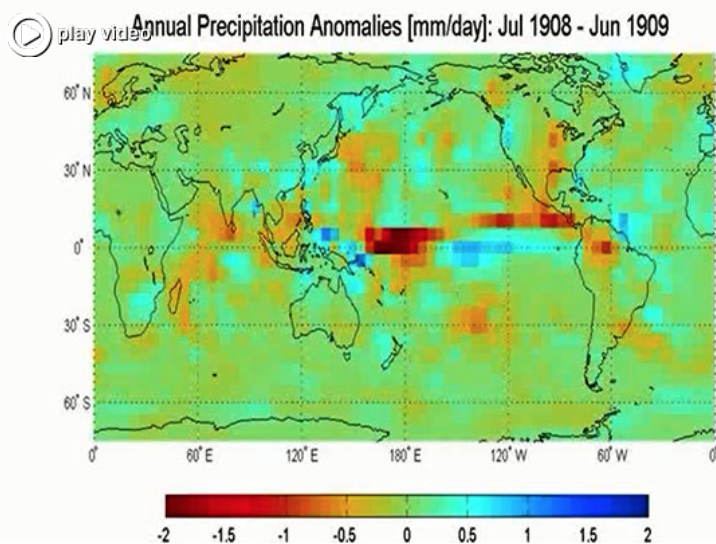 play video
Annual Precipitation Anomalies [mm/day]: Jul 1908 - Jun 1909
60° N
30° N
0°
30° S
60° S
0° 60° E 120° E 180° E 120° W 60° W 0
-2 -1.5 -1 -0.5 0 0.5 1 1.5 2